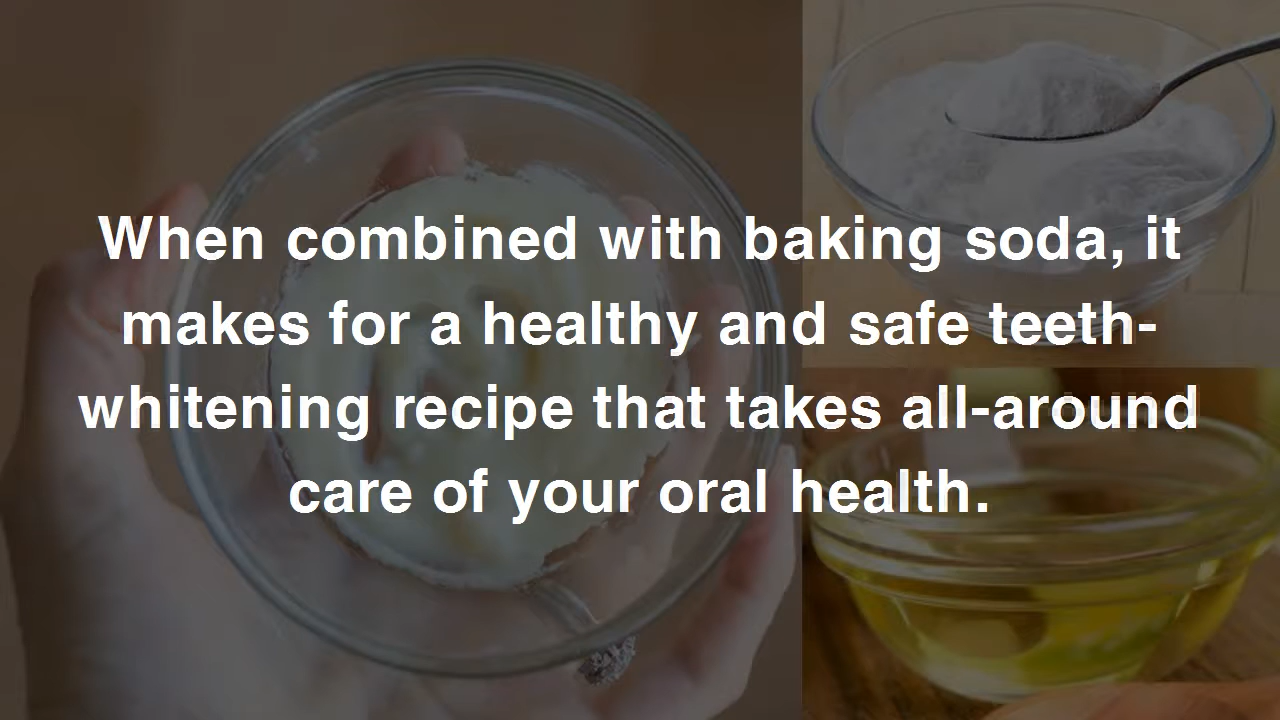 When combined with baking soda, it
makes for a healthy and safe teeth-
whitening recipe that takes all-around
care of your oral health.